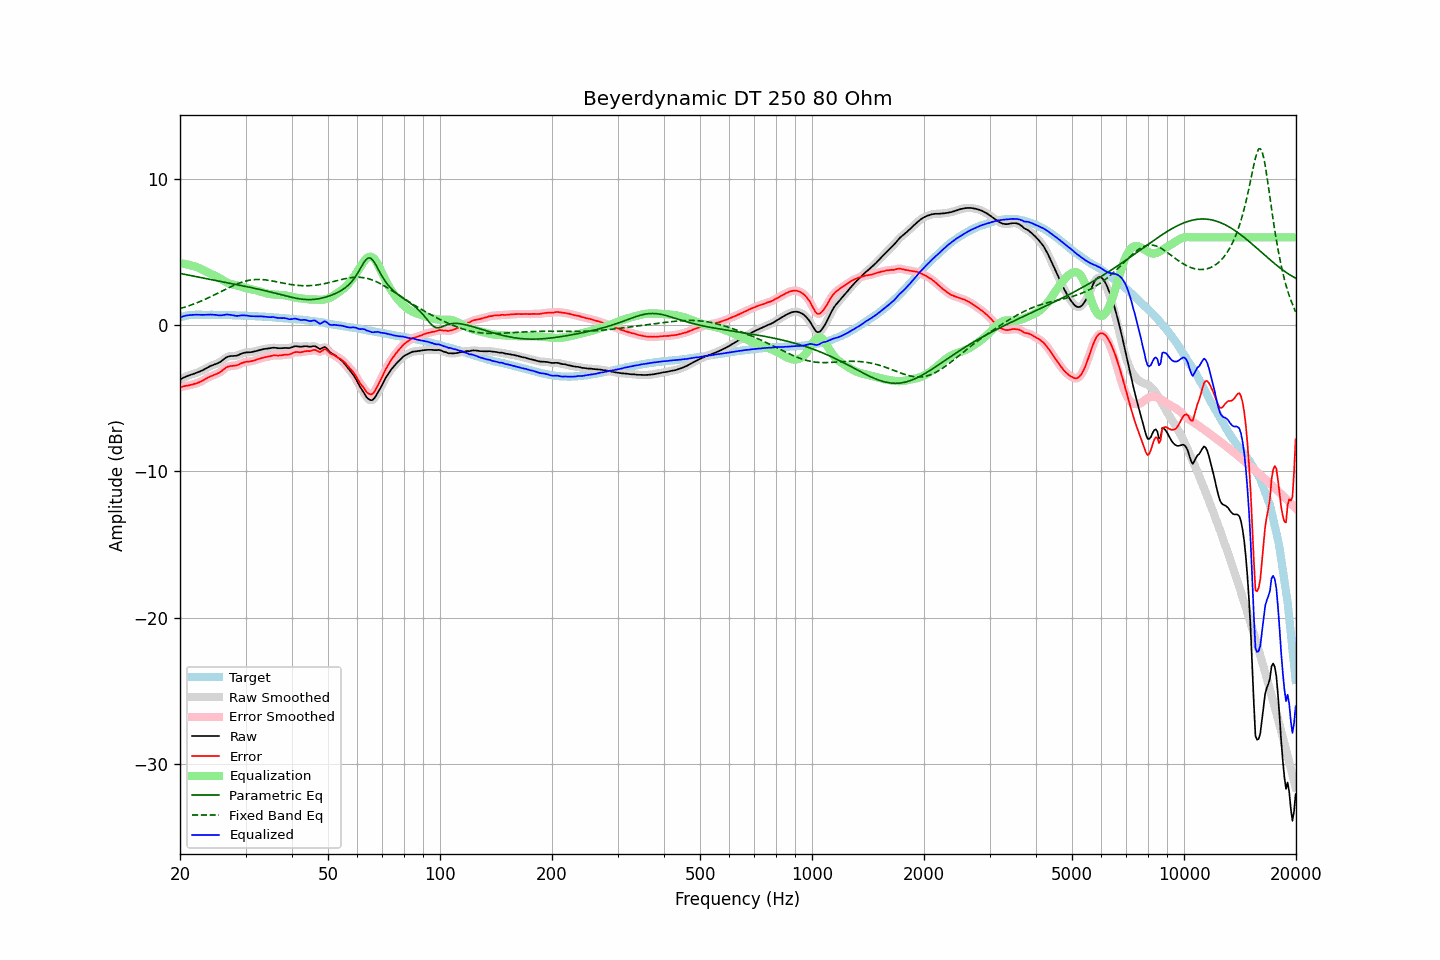 Beyerdynamic DT 250 80 Ohm
10
0
−10
−20
−30
Amplitude (dBr)
Target
Raw Smoothed
Error Smoothed
Raw
Error
Equalization
Parametric Eq
Fixed Band Eq
Equalized
20 50 100 200 500 1000 2000 5000 10000 20000
Frequency (Hz)